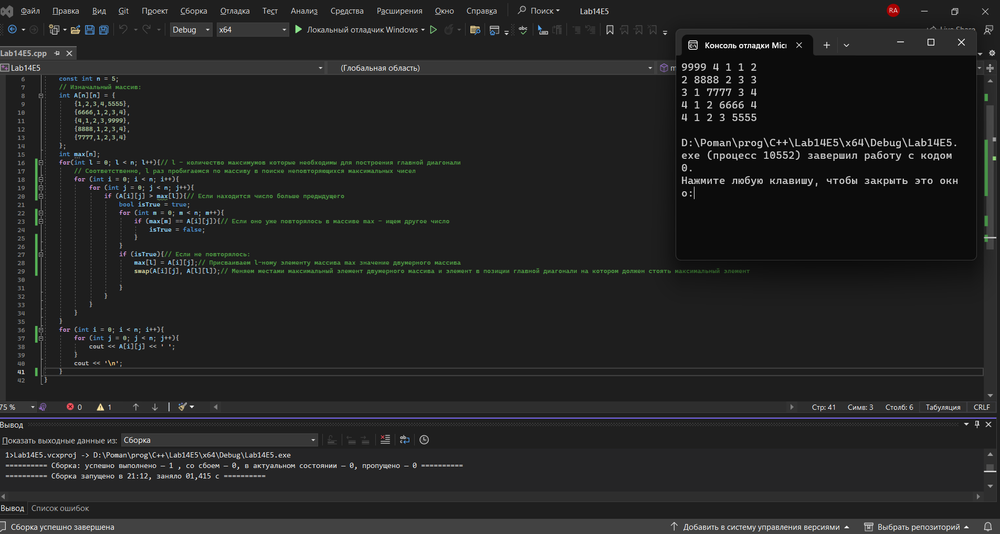 Файл Правка Вид Git Проект Сборка Отладка Тест Анализ Средства Расширения Окно Справка Поиск Lab14E5 RA
Debug x64 Локальный отладчик Windows abc Live Share
Lab14E5.cpp
Lab14E5 (Глобальная область) m
6 const int n = 5;
7 // Изначальный массив:
8 int A[n][n] = {
9 {1,2,3,4,5555},
10 {6666,1,2,3,4},
11 {4,1,2,3,9999},
12 {8888,1,2,3,4},
13 {7777,1,2,3,4}
14 };
15 int max[n];
16 for(int l = 0; l < n; l++){// l - количество максимумов которые необходимы для построения главной диагонали
17 // Соответственно, l раз пробигаемся по массиву в поиске неповторяющихся максимальных чисел
18 for (int i = 0; i < n; i++){
19 for (int j = 0; j < n; j++){
20 if (A[i][j] > max[l]){// Если находится число больше предыдущего
21 bool isTrue = true;
22 for (int m = 0; m < n; m++){
23 if (max[m] == A[i][j]){// Если оно уже повторялось в массиве max - ищем другое число
24 isTrue = false;
25 }
26 }
27 if (isTrue){// Если не повторялось:
28 max[l] = A[i][j];// Присваиваем l-ному элементу массива max значение двумерного массива
29 swap(A[i][j], A[l][l]);// Меняем местами максимальный элемент двумерного массива и элемент в позиции главной диагонали на котором должен стоять максимальный элемент
30
31 }
32 }
33 }
34 }
35 }
36 for (int i = 0; i < n; i++){
37 for (int j = 0; j < n; j++){
38 cout << A[i][j] << ' ';
39 }
40 cout << '\n';
41 }
42 }
Консоль отладки Mic
9999 4 1 1 2
2 8888 2 3 3
3 1 7777 3 4
4 1 2 6666 4
4 1 2 3 5555
D:\Poman\prog\C++\Lab14E5\x64\Debug\Lab14E5.
exe (процесс 10552) завершил работу с кодом
0.
Нажмите любую клавишу, чтобы закрыть это окн
о:
75 % 0 1 Стр: 41 Симв: 3 Столб: 6 Табуляция CRLF
Вывод
Показать выходные данные из: Сборка
1>Lab14E5.vcxproj -> D:\Poman\prog\C++\Lab14E5\x64\Debug\Lab14E5.exe
========== Сборка: успешно выполнено — 1 , со сбоем — 0, в актуальном состоянии — 0, пропущено — 0 ==========
========== Сборка запущено в 21:12, заняло 01,415 с ==========
Вывод Список ошибок
Сборка успешно завершена Добавить в систему управления версиями Выбрать репозиторий